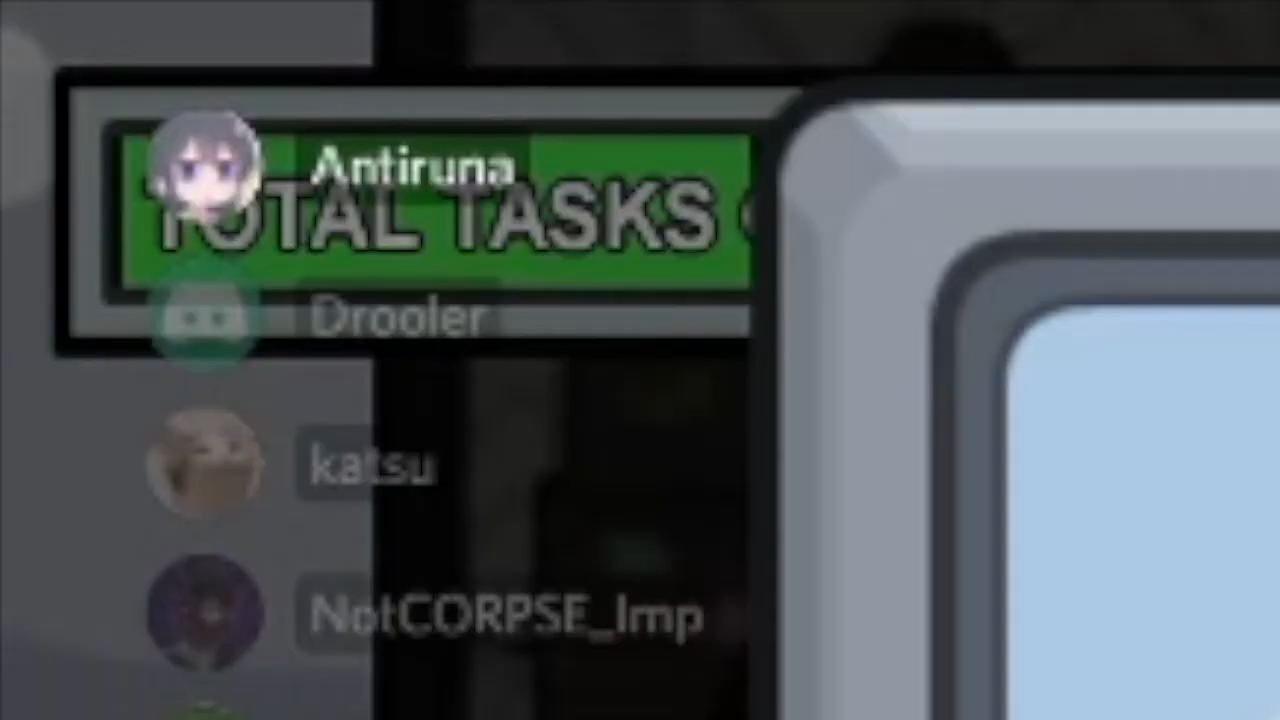 Antiruna
TOTAL TASKS
Drooler
katsu
NotCORPSE_Imp